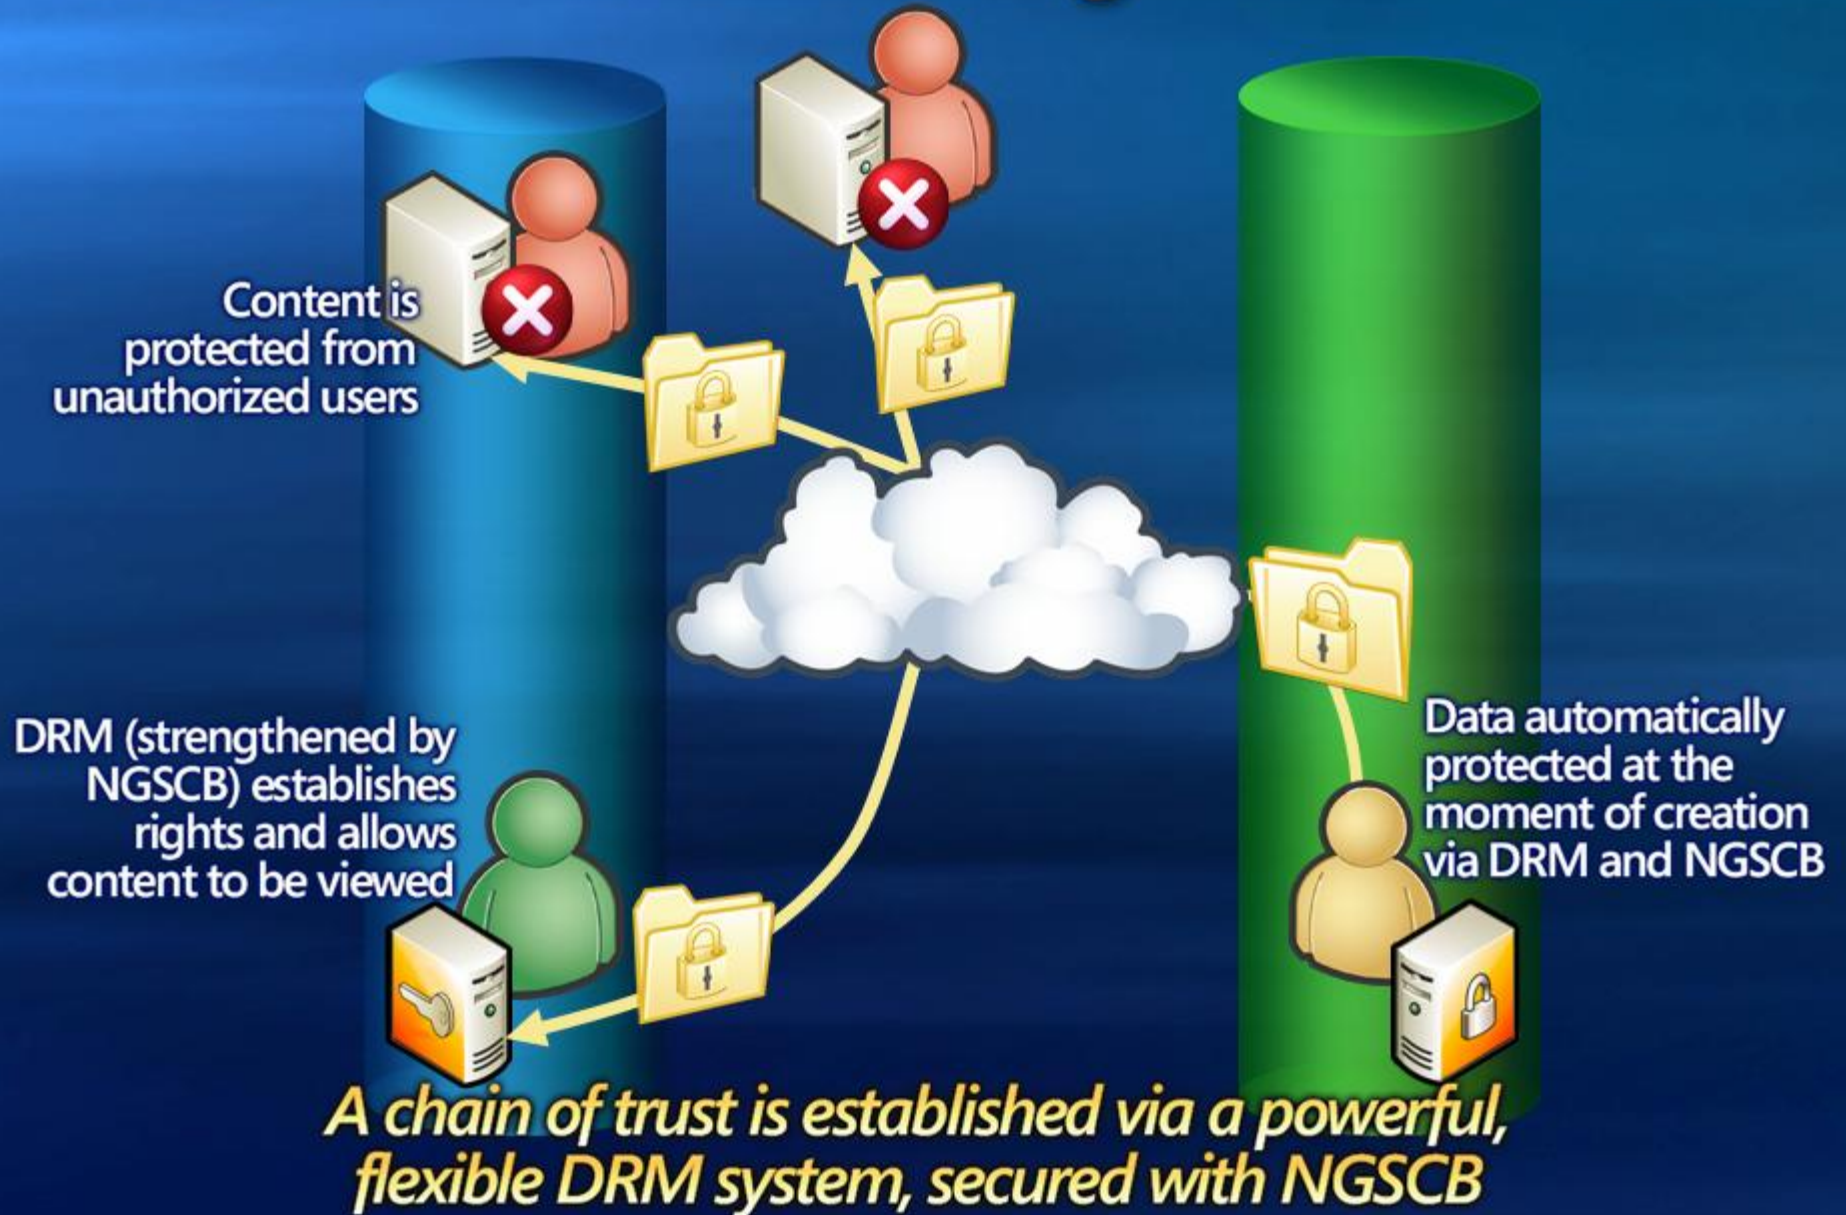 Content is
protected from
unauthorized users
DRM (strengthened by
NGSCB) establishes
rights and allows
content to be viewed
Data automatically
protected at the
moment of creation
via DRM and NGSCB
A chain of trust is established via a powerful,
flexible DRM system, secured with NGSCB